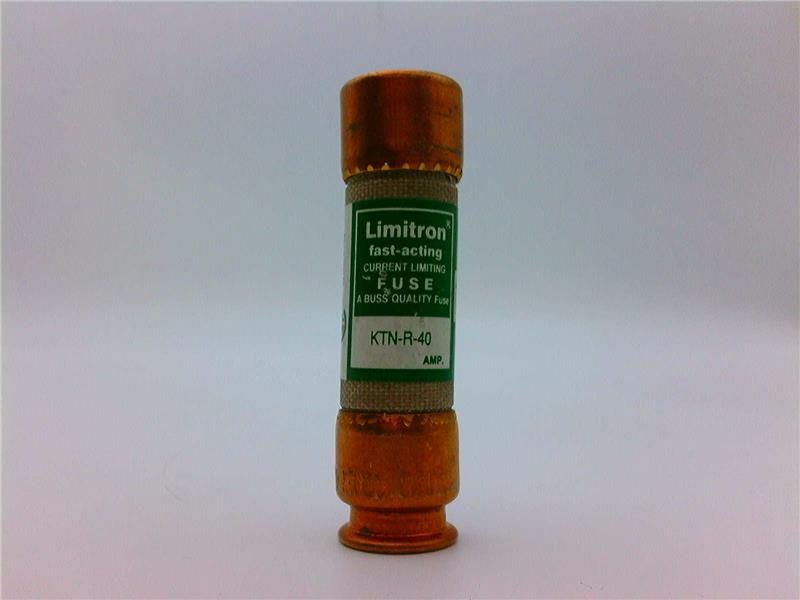 Limitron
fast-acting
CURRENT LIMITING
FUSE
A BUSS QUALITY Fuse
KTN-R-40
AMP.